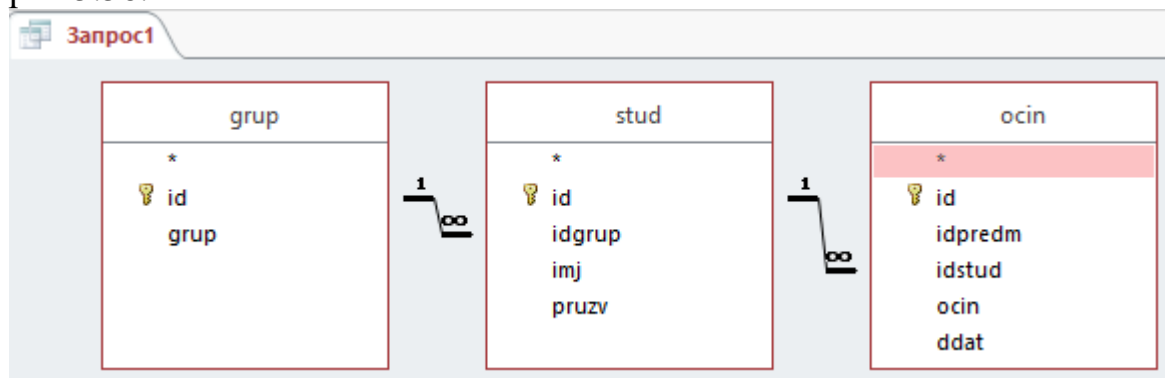 Запрос1
grup
*
id
grup
1
∞
stud
*
id
idgrup
imj
pruzv
1
∞
ocin
*
id
idpredm
idstud
ocin
ddat